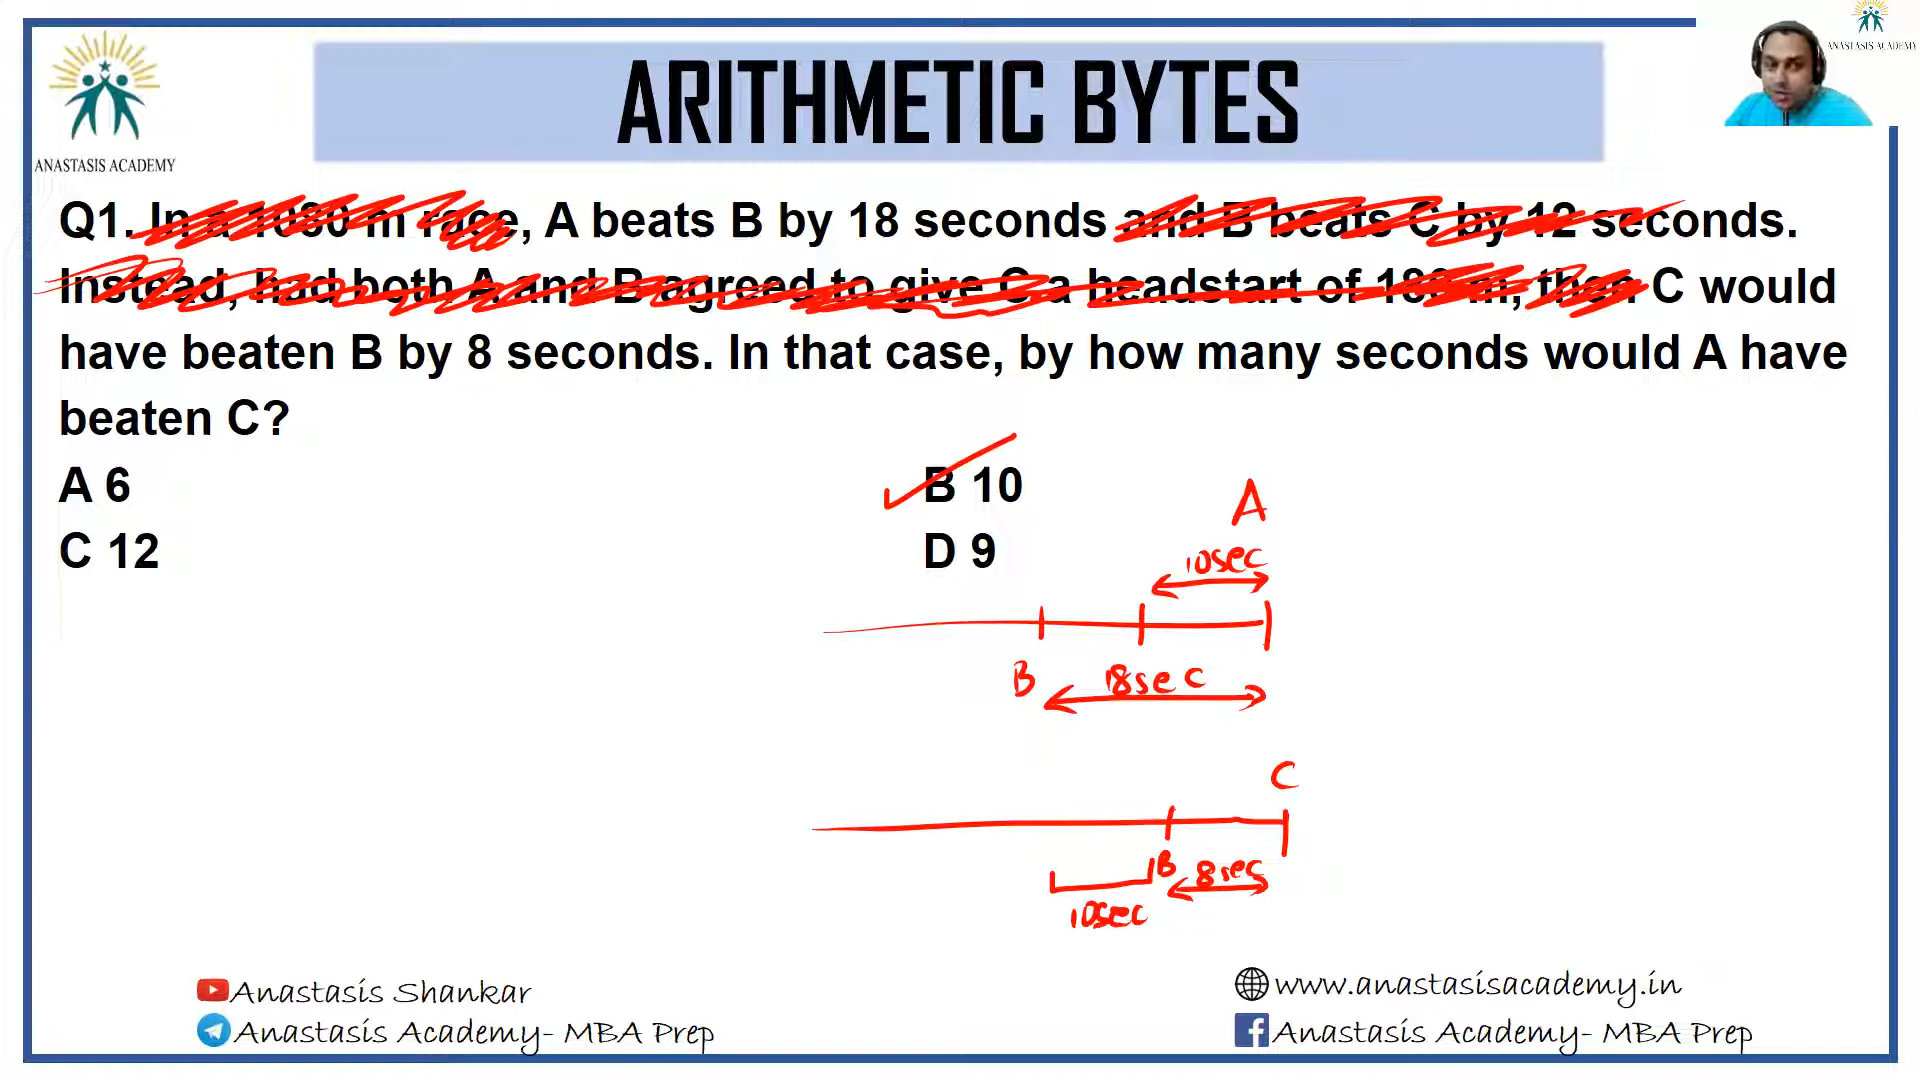 ARITHMETIC BYTES
ANASTASIS ACADEMY
ANASTASIS ACADEMY
Q1. In a 1080 m race, A beats B by 18 seconds and B beats C by 12 seconds.
Instead, had both A and B agreed to give C a headstart of 180 m, then C would
have beaten B by 8 seconds. In that case, by how many seconds would A have
beaten C?
A 6
B 10
C 12
D 9
A
10sec
B
18sec
C
B
8sec
10sec
Anastasis Shankar
Anastasis Academy- MBA Prep
www.anastasisacademy.in
Anastasis Academy- MBA Prep